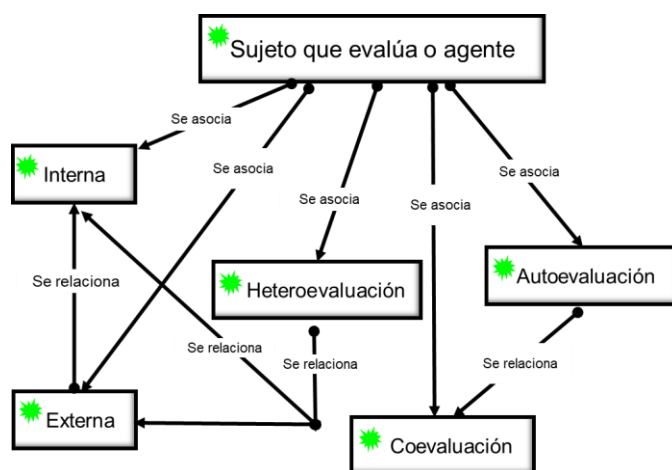 Sujeto que evalúa o agente
Se asocia
Interna
Se asocia
Se asocia
Se asocia
Se asocia
Heteroevaluación
Autoevaluación
Se relaciona
Se relaciona
Se relaciona
Se relaciona
Externa
Coevaluación